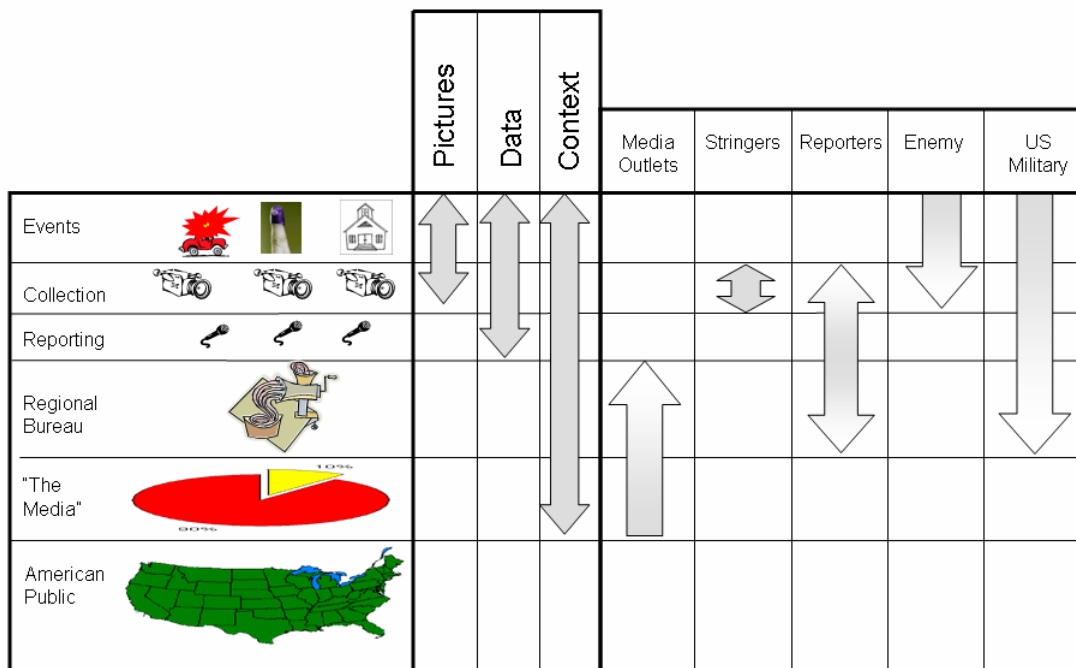 Pictures
Data
Context
Media
Outlets
Stringers
Reporters
Enemy
US
Military
Events
Collection
Reporting
Regional
Bureau
"The
Media"
10%
90%
American
Public